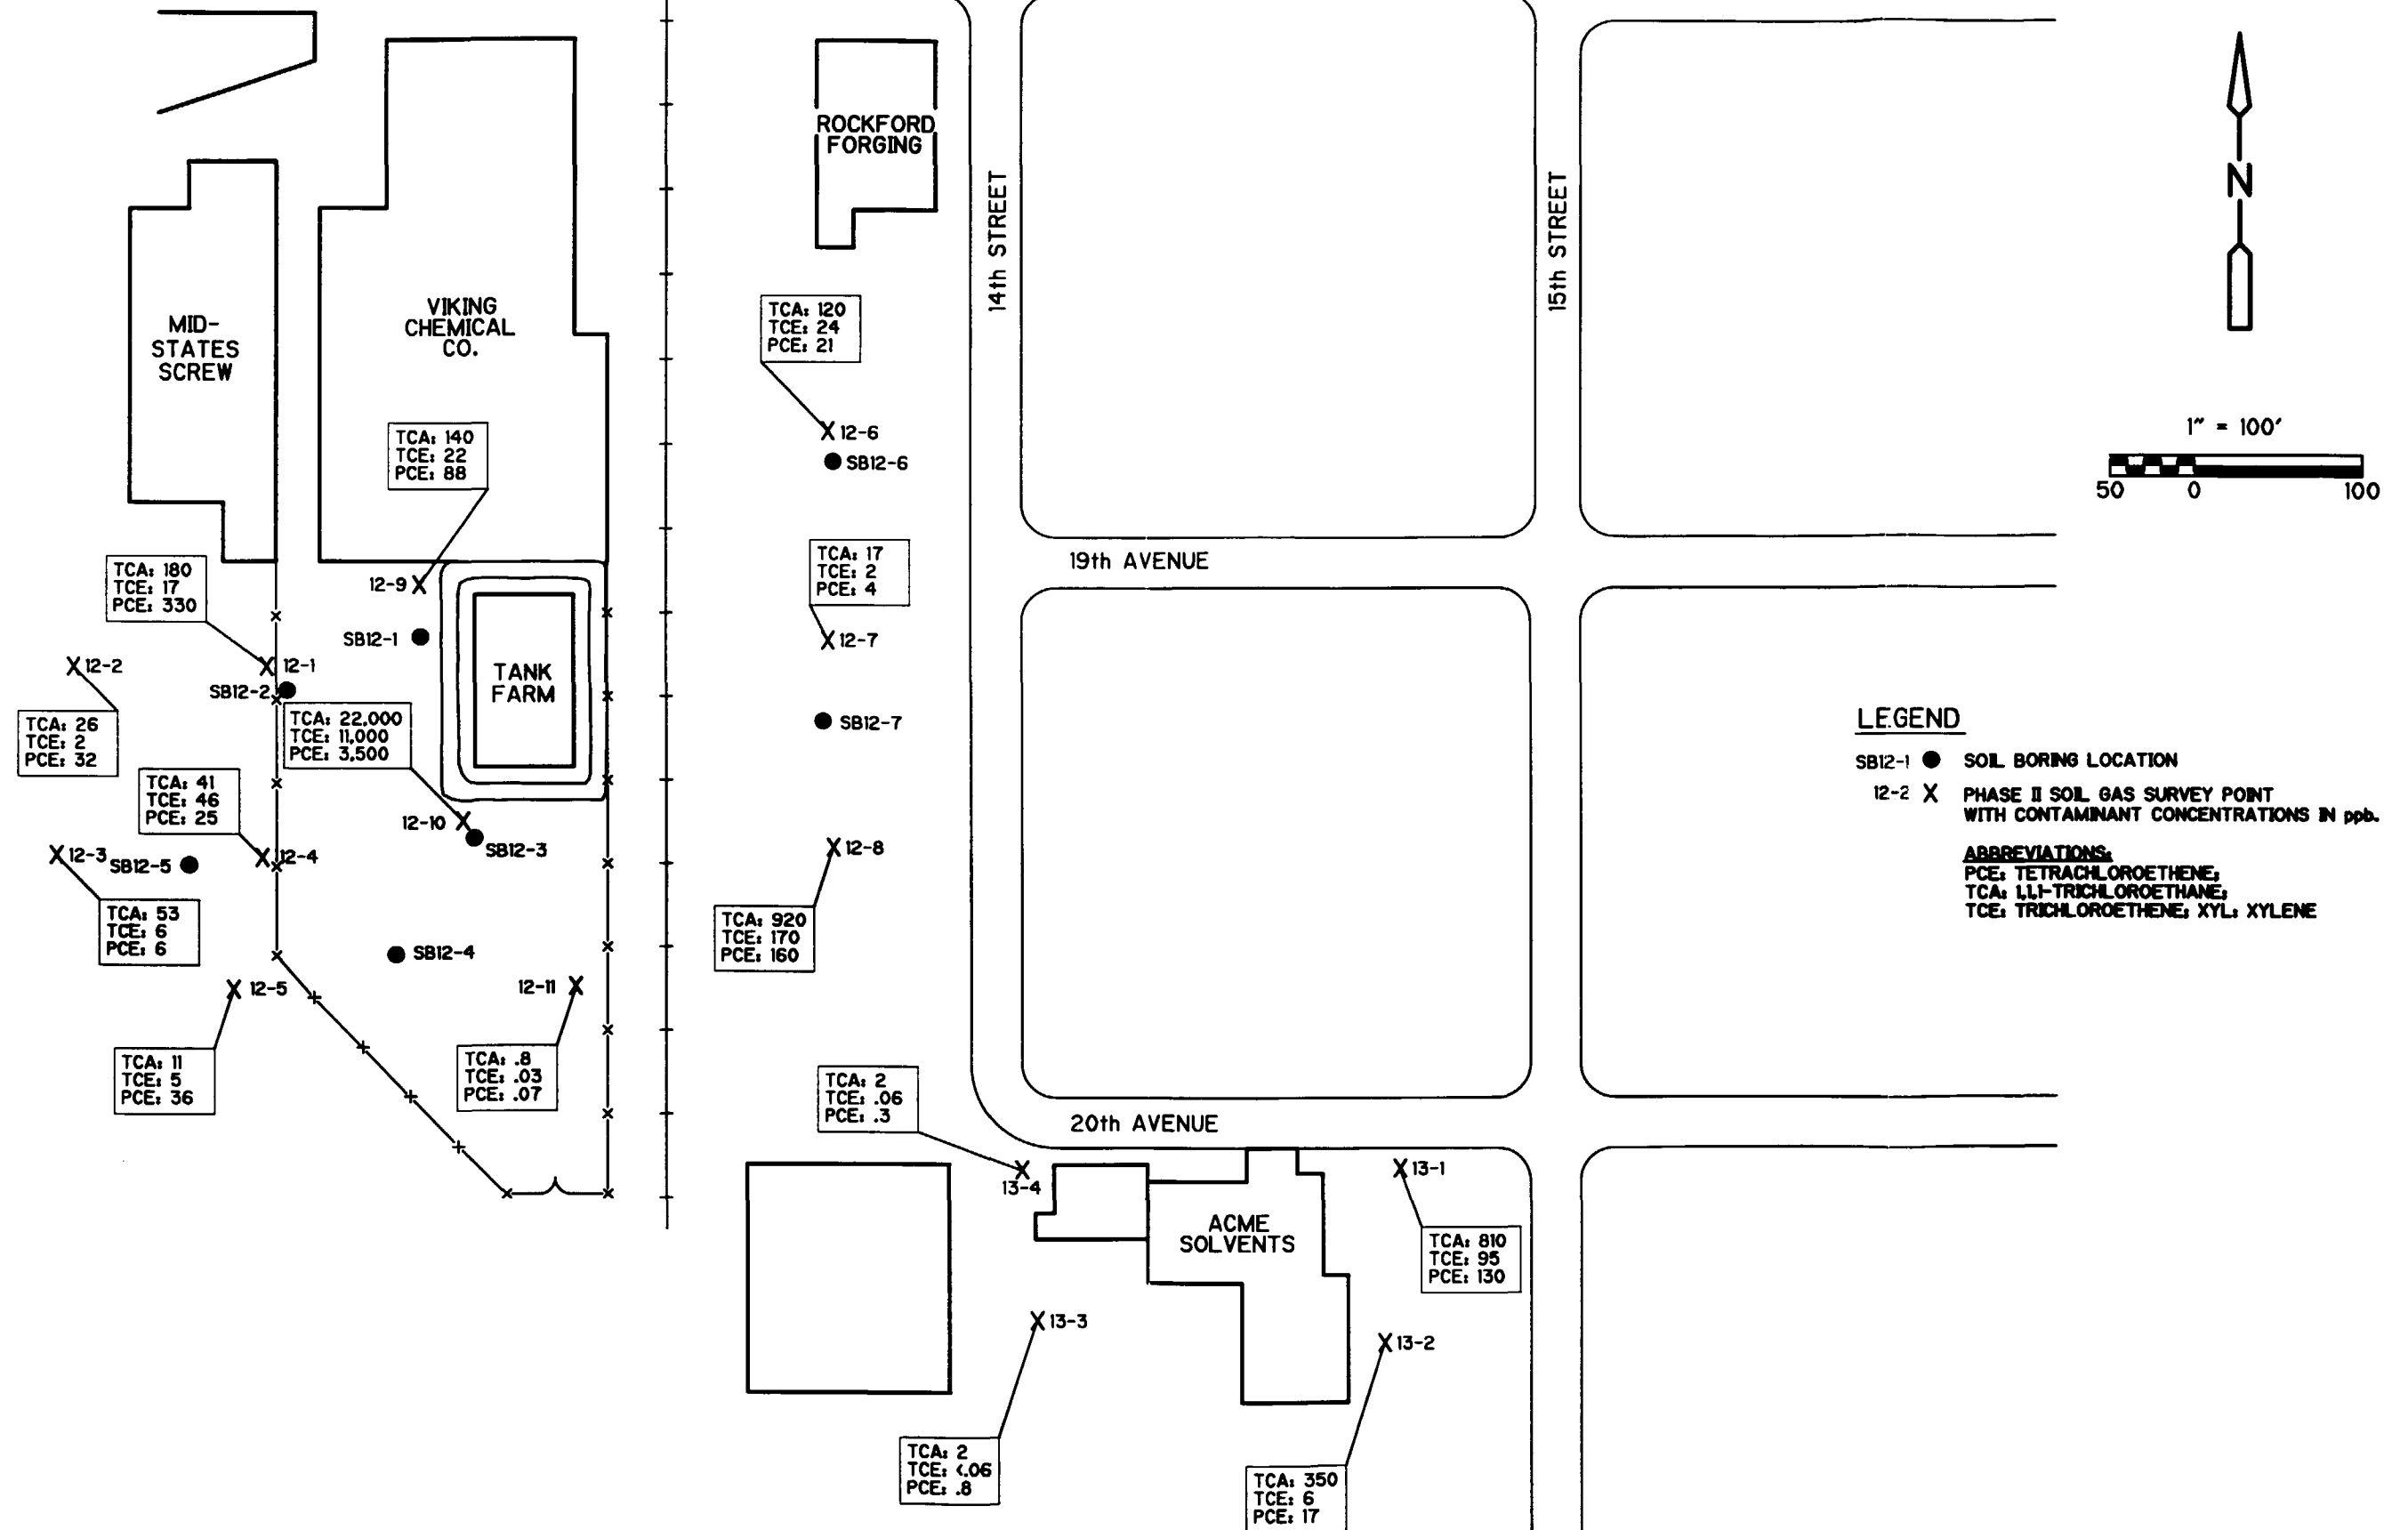 ROCKFORD
FORGING
14th STREET
15th STREET
N
MID-
STATES
SCREW
VIKING
CHEMICAL
CO.
TCA: 120
TCE: 24
PCE: 21
12-6
SB12-6
1" = 100'
50 0 100
TCA: 140
TCE: 22
PCE: 88
12-9
TCA: 17
TCE: 2
PCE: 4
12-7
19th AVENUE
TCA: 180
TCE: 17
PCE: 330
12-1
SB12-1
TANK
FARM
12-2
SB12-2
TCA: 26
TCE: 2
PCE: 32
TCA: 22,000
TCE: 11,000
PCE: 3,500
12-10
SB12-3
SB12-7
TCA: 41
TCE: 46
PCE: 25
12-4
12-3
SB12-5
12-8
TCA: 53
TCE: 6
PCE: 6
TCA: 920
TCE: 170
PCE: 160
SB12-4
12-5
12-11
TCA: 11
TCE: 5
PCE: 36
TCA: .8
TCE: .03
PCE: .07
LEGEND
SB12-1 SOIL BORING LOCATION
12-2 X PHASE II SOIL GAS SURVEY POINT
WITH CONTAMINANT CONCENTRATIONS IN ppb.
ABBREVIATIONS:
PCE: TETRACHLOROETHENE;
TCA: 1,1,1-TRICHLOROETHANE;
TCE: TRICHLOROETHENE; XYL: XYLENE
TCA: 2
TCE: .06
PCE: .3
13-4
20th AVENUE
ACME
SOLVENTS
13-1
TCA: 810
TCE: 95
PCE: 130
13-3
13-2
TCA: 2
TCE: <.06
PCE: .8
TCA: 350
TCE: 6
PCE: 17